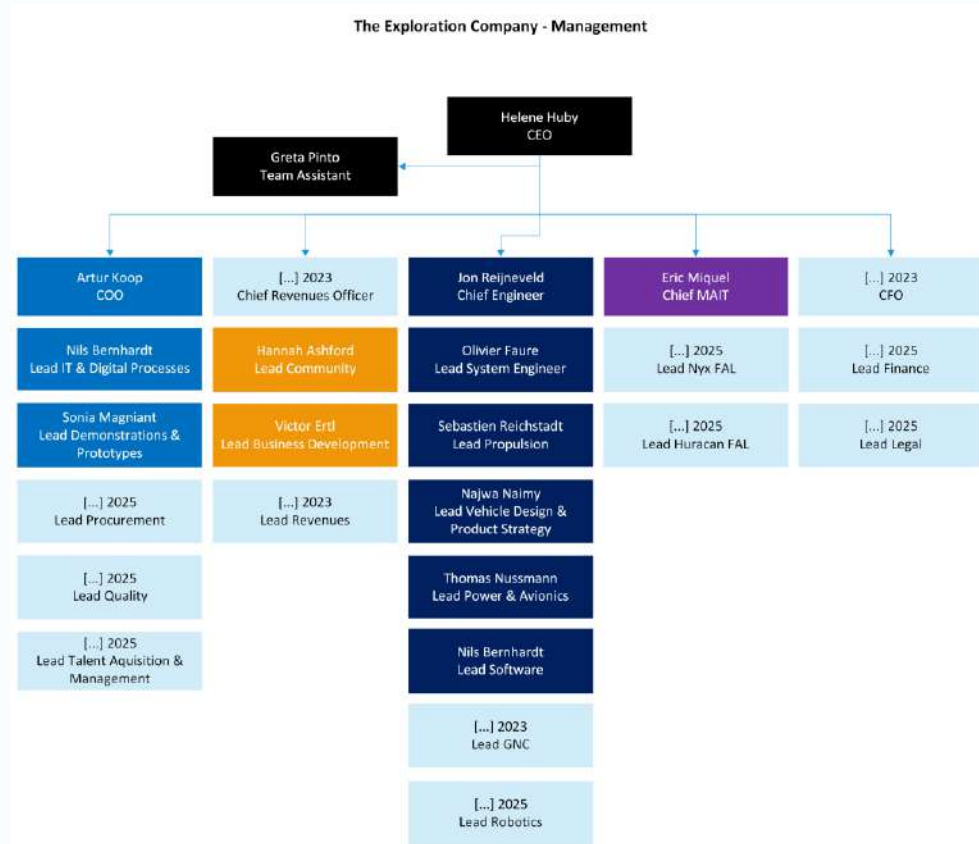 The Exploration Company - Management
Helene Huby
CEO
Greta Pinto
Team Assistant
Artur Koop
COO
Nils Bernhardt
Lead IT & Digital Processes
Sonia Magniant
Lead Demonstrations &
Prototypes
[...] 2025
Lead Procurement
[...] 2025
Lead Quality
[...] 2025
Lead Talent Aquisition &
Management
[...] 2023
Chief Revenues Officer
Hannah Ashford
Lead Community
Victor Ertl
Lead Business Development
[...] 2023
Lead Revenues
Jon Reijneveld
Chief Engineer
Olivier Faure
Lead System Engineer
Sebastien Reichstadt
Lead Propulsion
Najwa Naimy
Lead Vehicle Design &
Product Strategy
Thomas Nussmann
Lead Power & Avionics
Nils Bernhardt
Lead Software
[...] 2023
Lead GNC
[...] 2025
Lead Robotics
Eric Miquel
Chief MAIT
[...] 2025
Lead Nyx FAL
[...] 2025
Lead Huracan FAL
[...] 2023
CFO
[...] 2025
Lead Finance
[...] 2025
Lead Legal